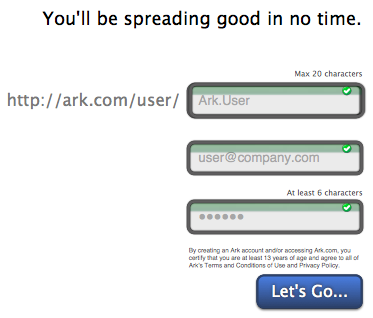 You'll be spreading good in no time.
Max 20 characters
http://ark.com/user/ Ark.User
user@company.com
At least 6 characters
●●●●●●
By creating an Ark account and/or accessing Ark.com, you
certify that you are at least 13 years of age and agree to all of
Ark's Terms and Conditions of Use and Privacy Policy.
Let's Go...